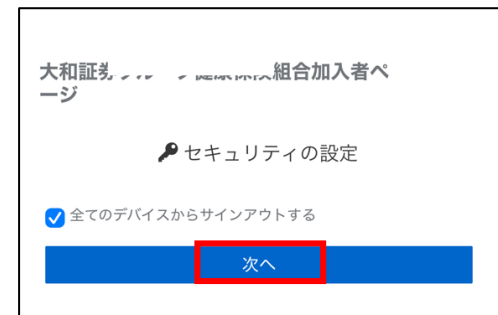 大和証券 組合加入者ペ
ージ
セキュリティの設定
全てのデバイスからサインアウトする
次へ